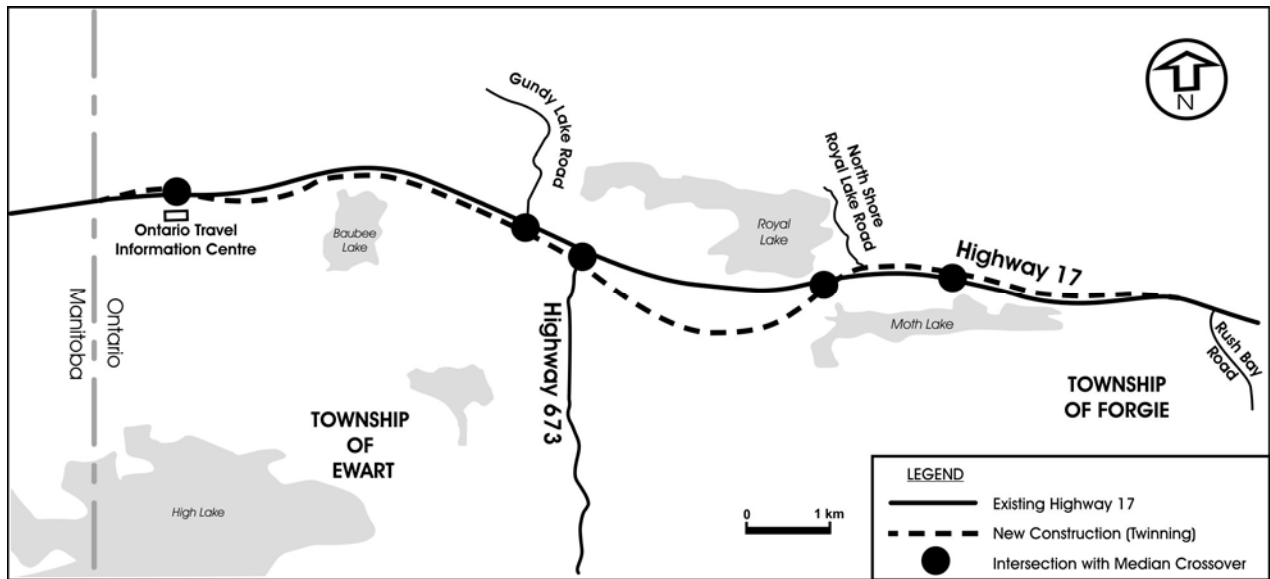 N
Gundy Lake Road
North Shore
Royal Lake Road
Ontario Travel
Information Centre
Baubee
Lake
Royal
Lake
Highway 17
Moth Lake
Manitoba
Ontario
Highway 673
Rush Bay
Road
TOWNSHIP
OF FORGIE
TOWNSHIP
OF
EWART
High Lake
0 1 km
LEGEND
Existing Highway 17
New Construction (Twinning)
Intersection with Median Crossover